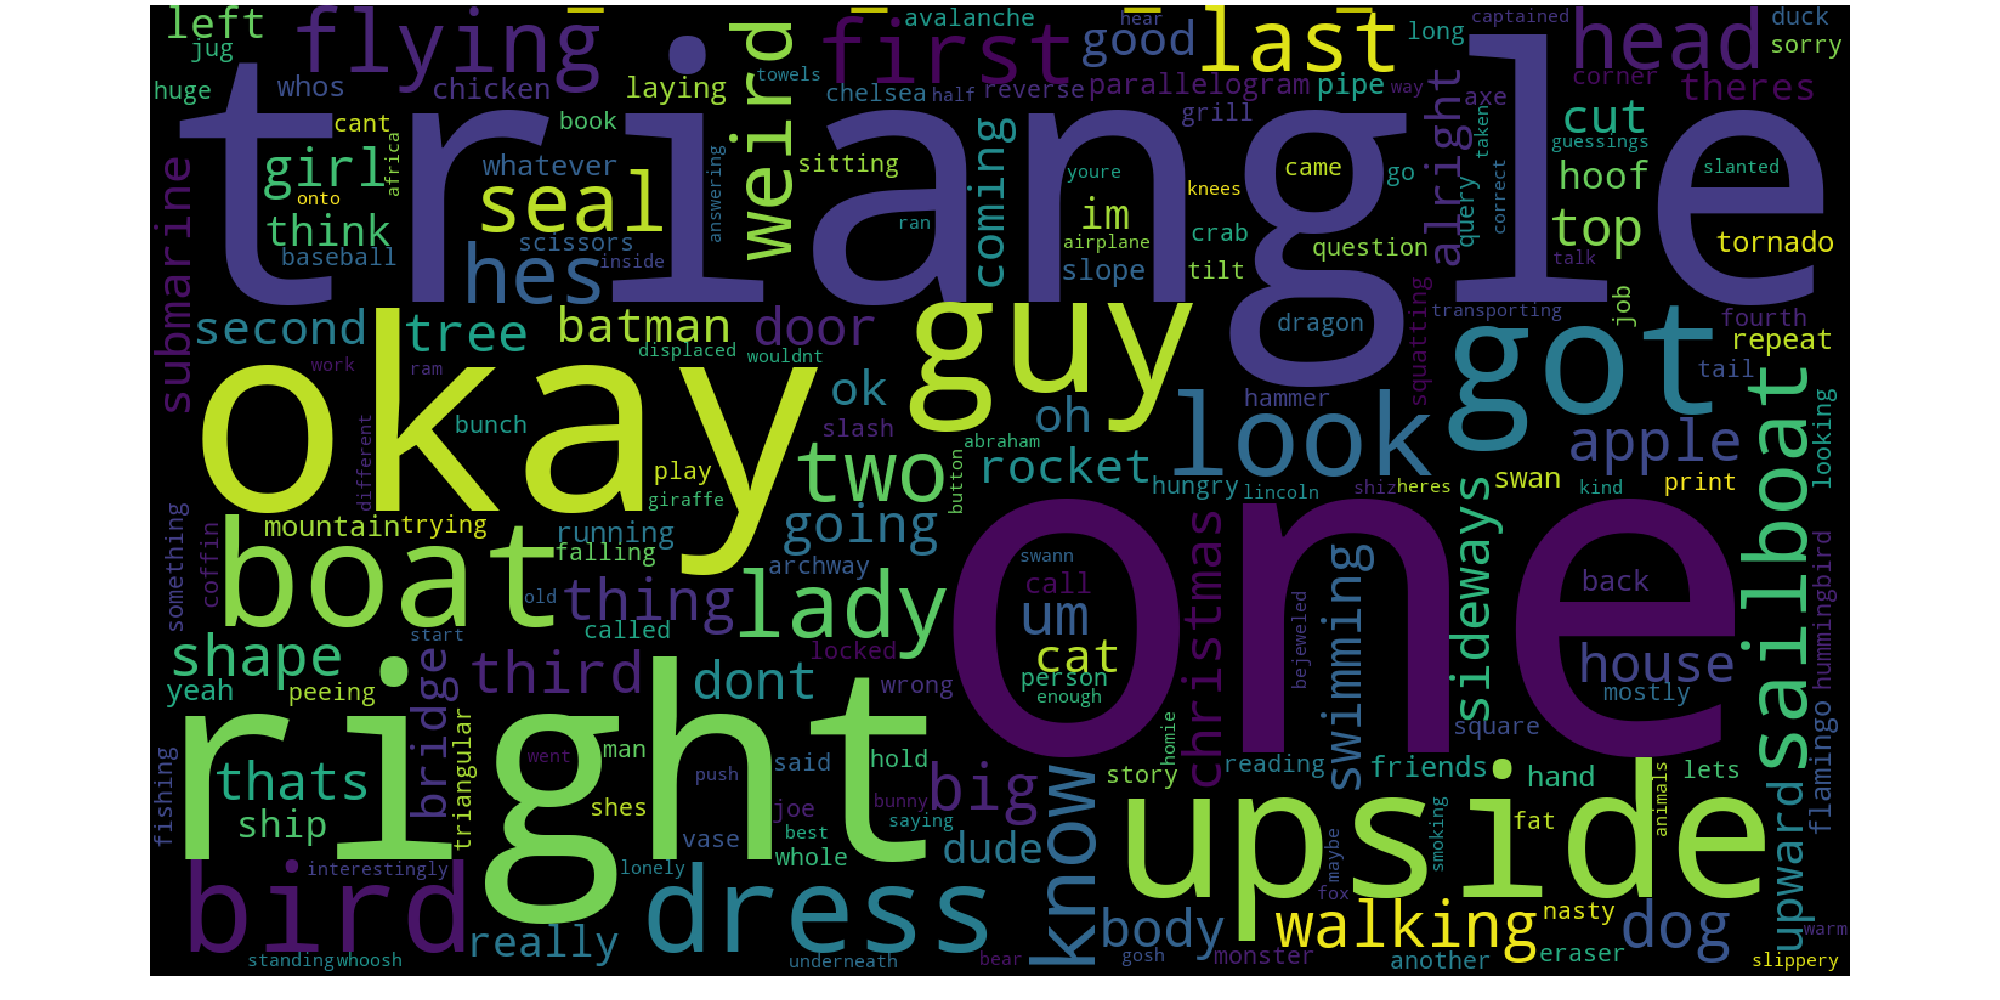 left
flying
weird
first
avalanche
hear
good
last
long
captained
head
duck
sorry
jug
huge
whos
chicken
laying
towels
chelsea
half
reverse
parallelogram
pipe
way
alright
axe
corner
theres
triangle
cant
africa
book
answering
grill
taken
cut
guessings
submarine
girl
whatever
seal
sitting
coming
youre
knees
came
go
query
correct
hoof
slanted
onto
think
scissors
hes
inside
ran
im
airplane
crab
question
top
tornado
baseball
slope
tilt
talk
second
tree
batman
door
displaced
wouldnt
guy
dragon
squatting
transporting
got
job
fourth
repeat
work
ram
okay
ok
oh
look
hammer
tail
sailboat
looking
different
bunch
slash
abraham
apple
play
giraffe
two
button
rocket
hungry
lincoln
shiz
heres
sideways
swan
kind
print
something
coffin
mountain
trying
running
going
one
christmas
swimming
hummingbird
boat
falling
archway
swann
call
back
old
thing
lady
um
bejeweled
start
called
shape
locked
cat
house
yeah
peeing
bridge
third
dont
wrong
person
enough
mostly
flamingo
right
triangular
fishing
went
man
said
hold
homie
square
thats
push
big
know
story
reading
friends
hand
lets
animals
ship
shes
joe
bunny
saying
upside
vase
best
whole
dude
maybe
smoking
fat
upward
bird
interestingly
lonely
dress
fox
body
walking
nasty
dog
warm
really
standing
whoosh
underneath
bear
gosh
monster
another
eraser
slippery